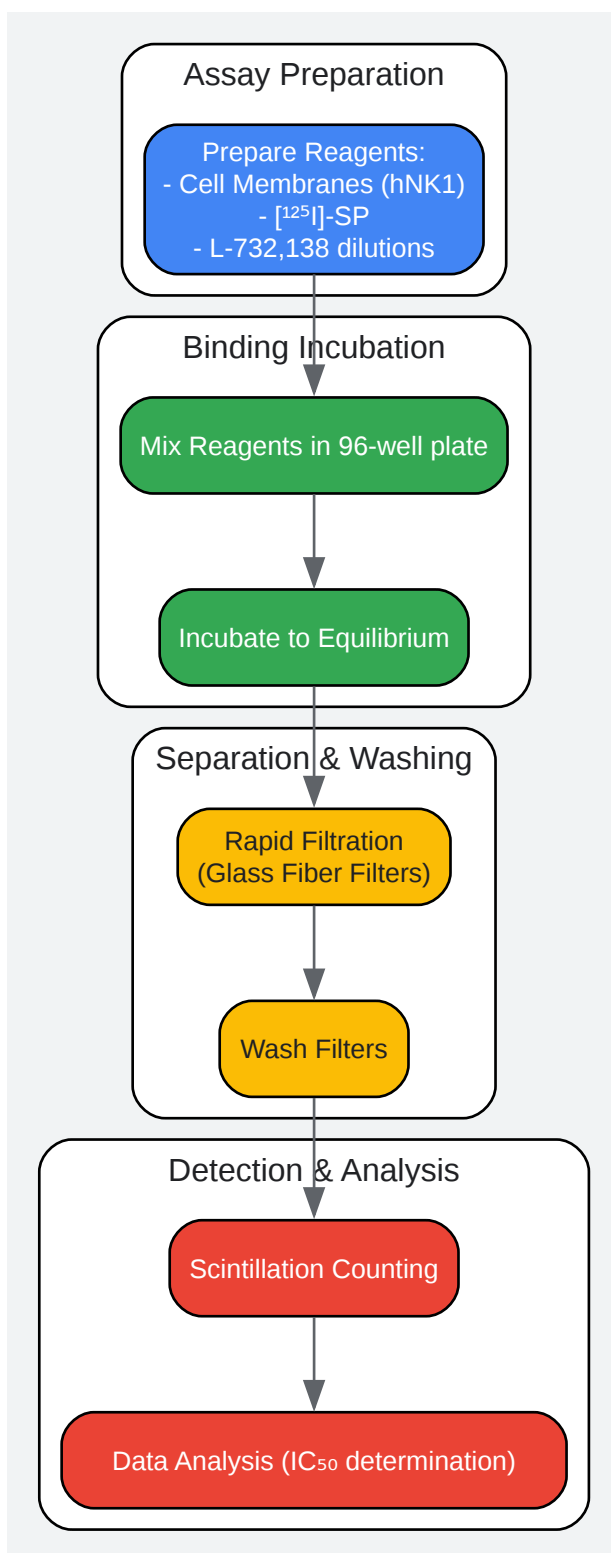 Assay Preparation
Prepare Reagents:
- Cell Membranes (hNK1)
- [¹²⁵I]-SP
- L-732,138 dilutions
Binding Incubation
Mix Reagents in 96-well plate
Incubate to Equilibrium
Separation & Washing
Rapid Filtration
(Glass Fiber Filters)
Wash Filters
Detection & Analysis
Scintillation Counting
Data Analysis (IC₅₀ determination)